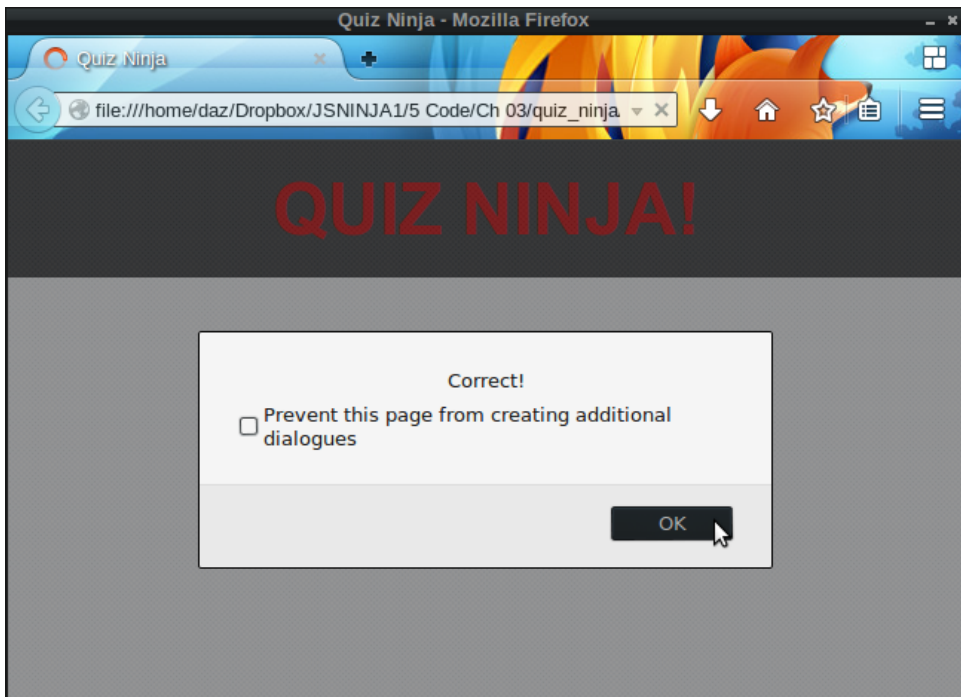 Quiz Ninja - Mozilla Firefox
Quiz Ninja
file:///home/daz/Dropbox/JSNINJA1/5 Code/Ch 03/quiz_ninja
QUIZ NINJA!
Correct!
Prevent this page from creating additional
dialogues
OK